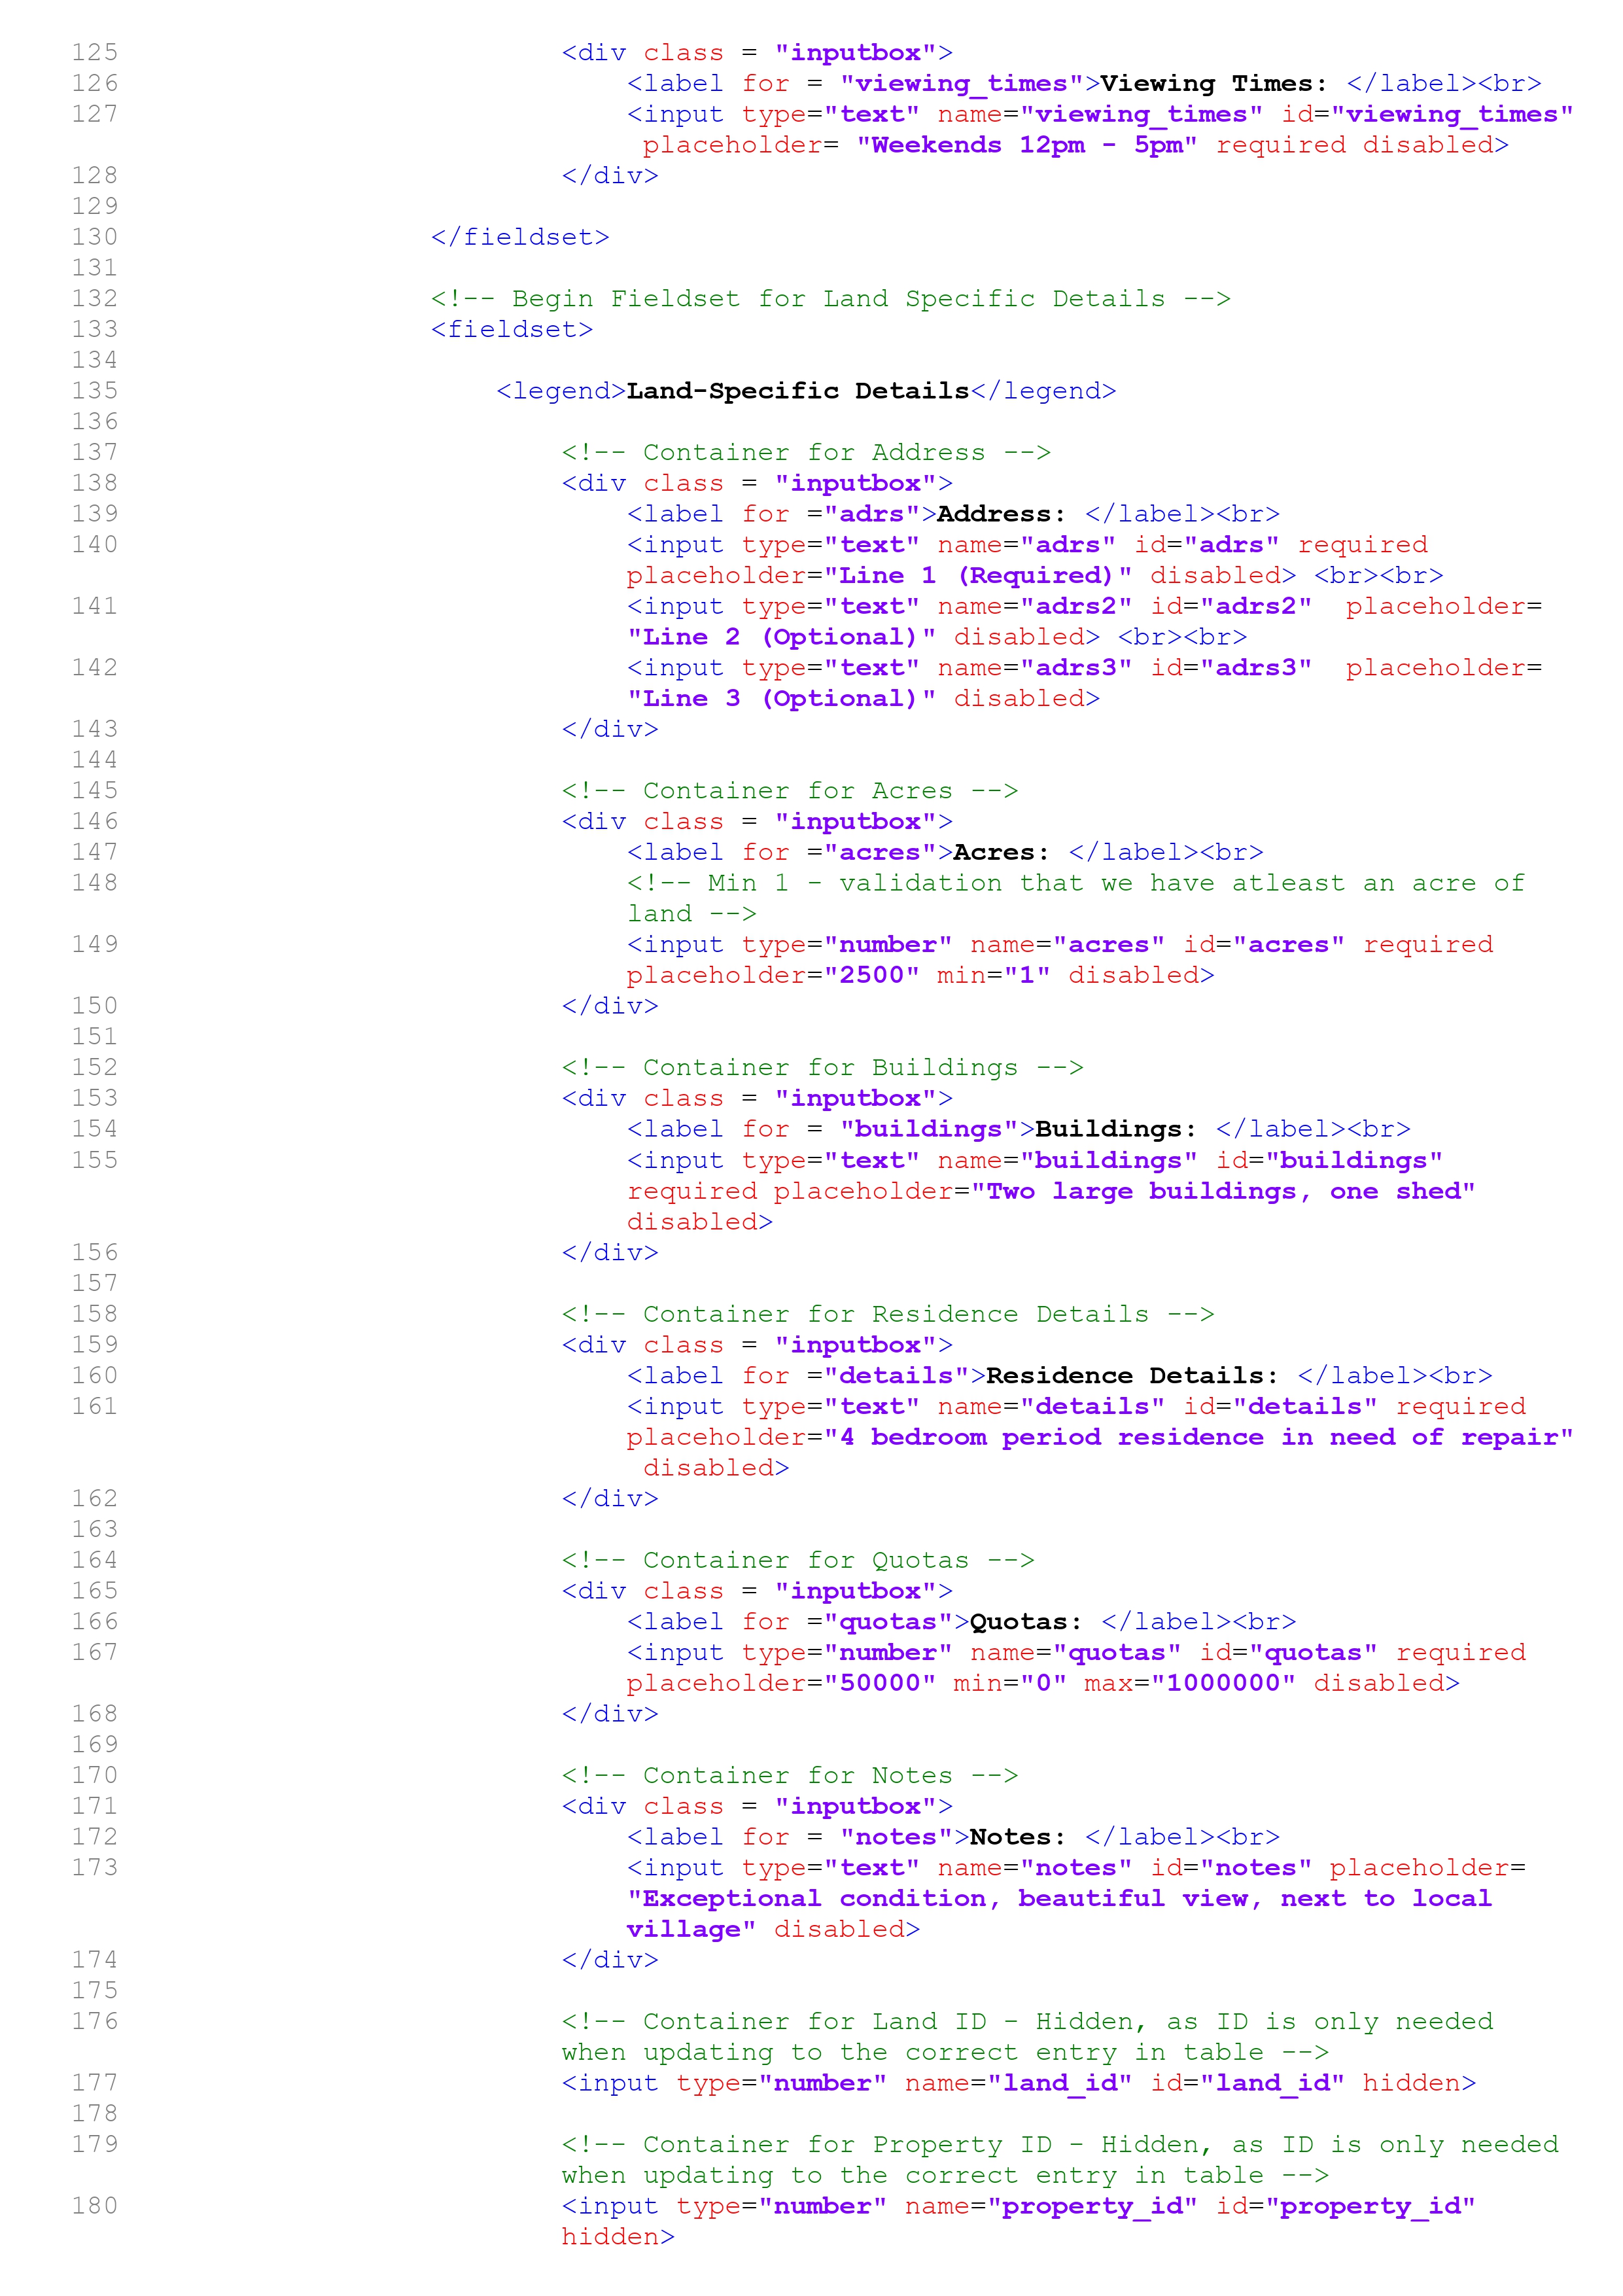 125 <div class = "inputbox">
126 <label for = "viewing_times">Viewing Times: </label><br>
127 <input type="text" name="viewing_times" id="viewing_times"
placeholder= "Weekends 12pm - 5pm" required disabled>
128 </div>
129
130 </fieldset>
131
132 <!-- Begin Fieldset for Land Specific Details -->
133 <fieldset>
134
135 <legend>Land-Specific Details</legend>
136
137 <!-- Container for Address -->
138 <div class = "inputbox">
139 <label for ="adrs">Address: </label><br>
140 <input type="text" name="adrs" id="adrs" required
placeholder="Line 1 (Required)" disabled> <br><br>
141 <input type="text" name="adrs2" id="adrs2"  placeholder=
"Line 2 (Optional)" disabled> <br><br>
142 <input type="text" name="adrs3" id="adrs3"  placeholder=
"Line 3 (Optional)" disabled>
143 </div>
144
145 <!-- Container for Acres -->
146 <div class = "inputbox">
147 <label for ="acres">Acres: </label><br>
148 <!-- Min 1 - validation that we have atleast an acre of
land -->
149 <input type="number" name="acres" id="acres" required
placeholder="2500" min="1" disabled>
150 </div>
151
152 <!-- Container for Buildings -->
153 <div class = "inputbox">
154 <label for = "buildings">Buildings: </label><br>
155 <input type="text" name="buildings" id="buildings"
required placeholder="Two large buildings, one shed"
disabled>
156 </div>
157
158 <!-- Container for Residence Details -->
159 <div class = "inputbox">
160 <label for ="details">Residence Details: </label><br>
161 <input type="text" name="details" id="details" required
placeholder="4 bedroom period residence in need of repair"
disabled>
162 </div>
163
164 <!-- Container for Quotas -->
165 <div class = "inputbox">
166 <label for ="quotas">Quotas: </label><br>
167 <input type="number" name="quotas" id="quotas" required
placeholder="50000" min="0" max="1000000" disabled>
168 </div>
169
170 <!-- Container for Notes -->
171 <div class = "inputbox">
172 <label for = "notes">Notes: </label><br>
173 <input type="text" name="notes" id="notes" placeholder=
"Exceptional condition, beautiful view, next to local
village" disabled>
174 </div>
175
176 <!-- Container for Land ID - Hidden, as ID is only needed
when updating to the correct entry in table -->
177 <input type="number" name="land_id" id="land_id" hidden>
178
179 <!-- Container for Property ID - Hidden, as ID is only needed
when updating to the correct entry in table -->
180 <input type="number" name="property_id" id="property_id"
hidden>